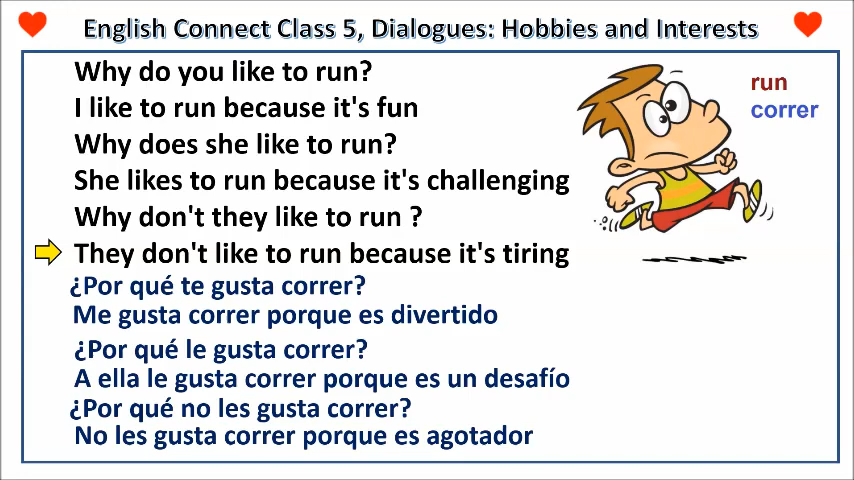 English Connect Class 5, Dialogues: Hobbies and Interests
Why do you like to run?
I like to run because it's fun
Why does she like to run?
She likes to run because it's challenging
Why don't they like to run ?
They don't like to run because it's tiring
¿Por qué te gusta correr?
Me gusta correr porque es divertido
¿Por qué le gusta correr?
A ella le gusta correr porque es un desafío
¿Por qué no les gusta correr?
No les gusta correr porque es agotador
run
correr